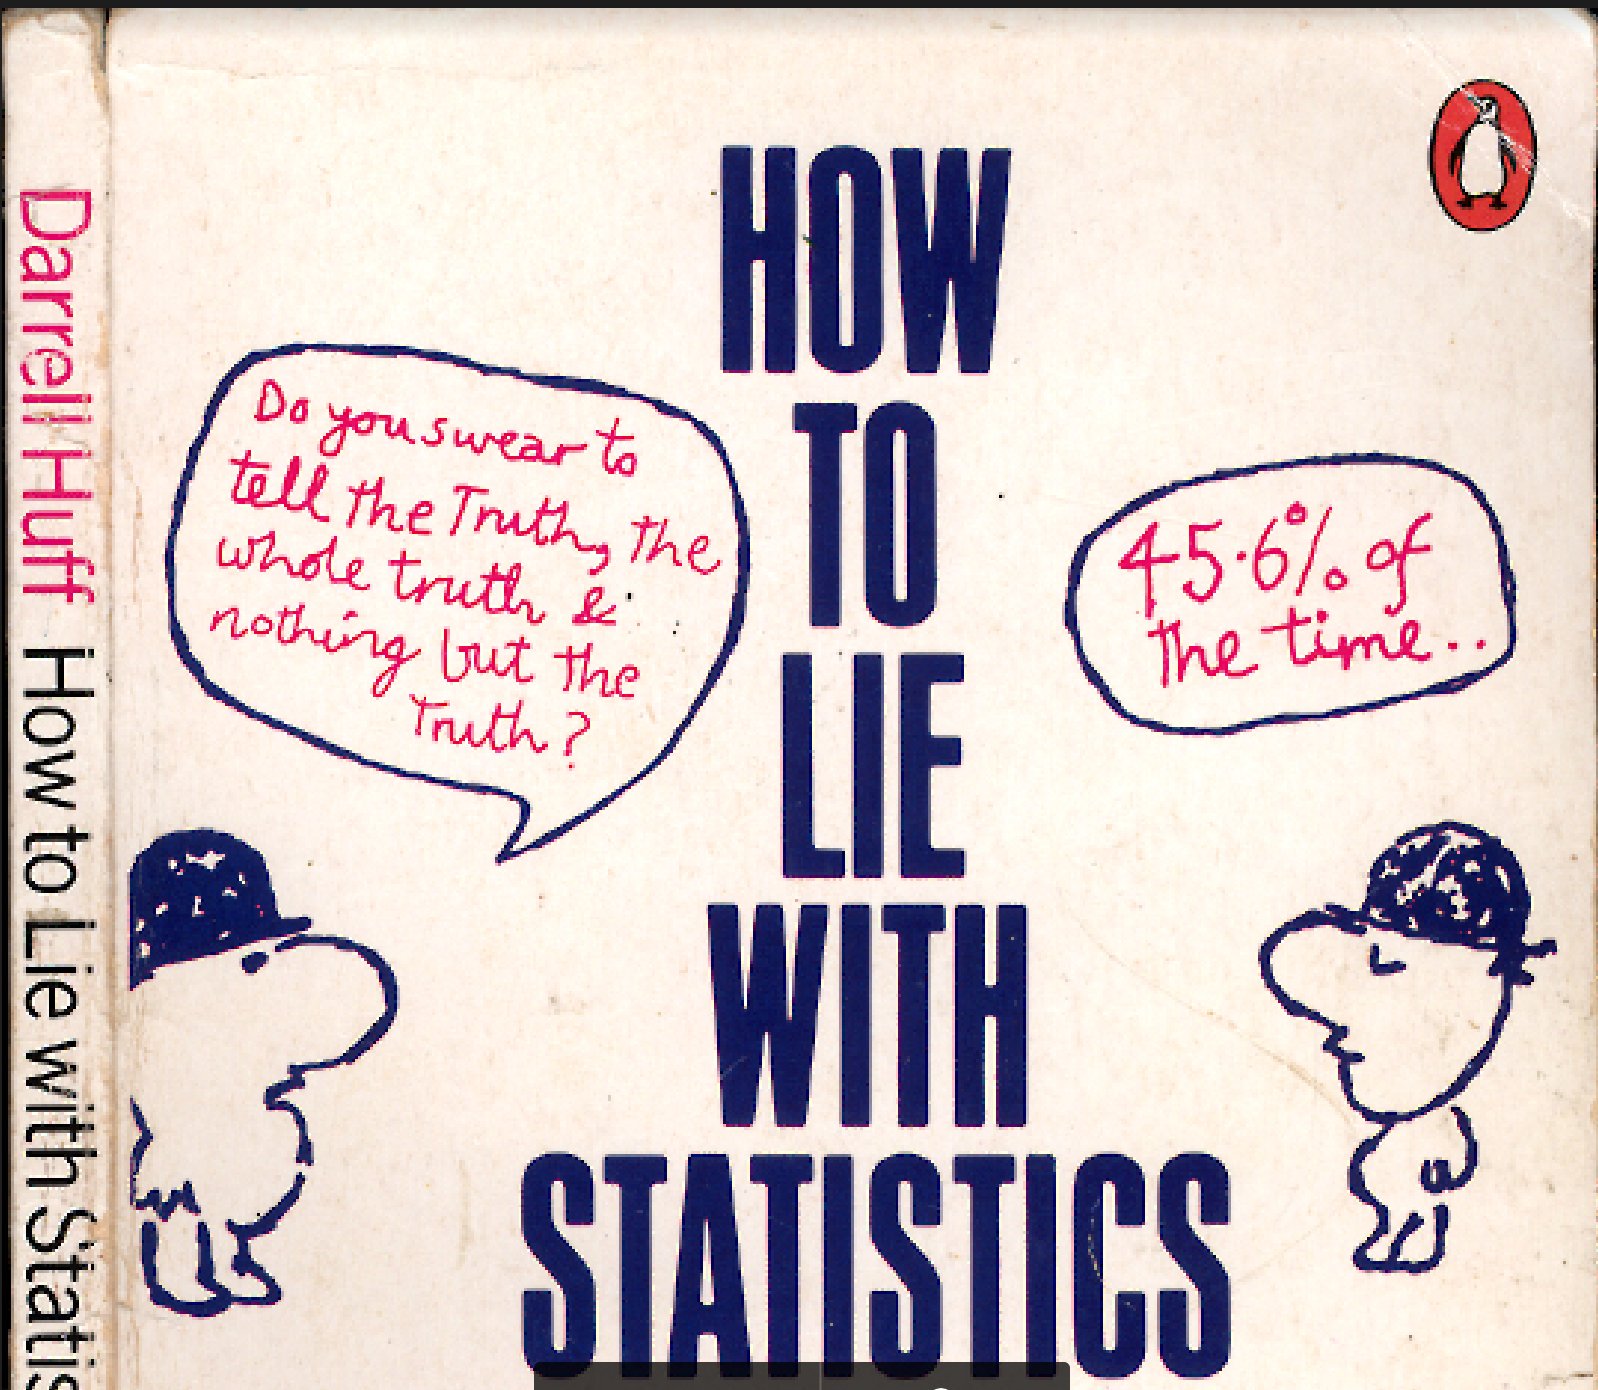 Darrell Huff How to Lie with Statis
HOW
TO
LIE
WITH
STATISTICS
Do you swear to
tell the Truth, the
whole truth &
nothing but the
Truth?
45.6% of
the time..